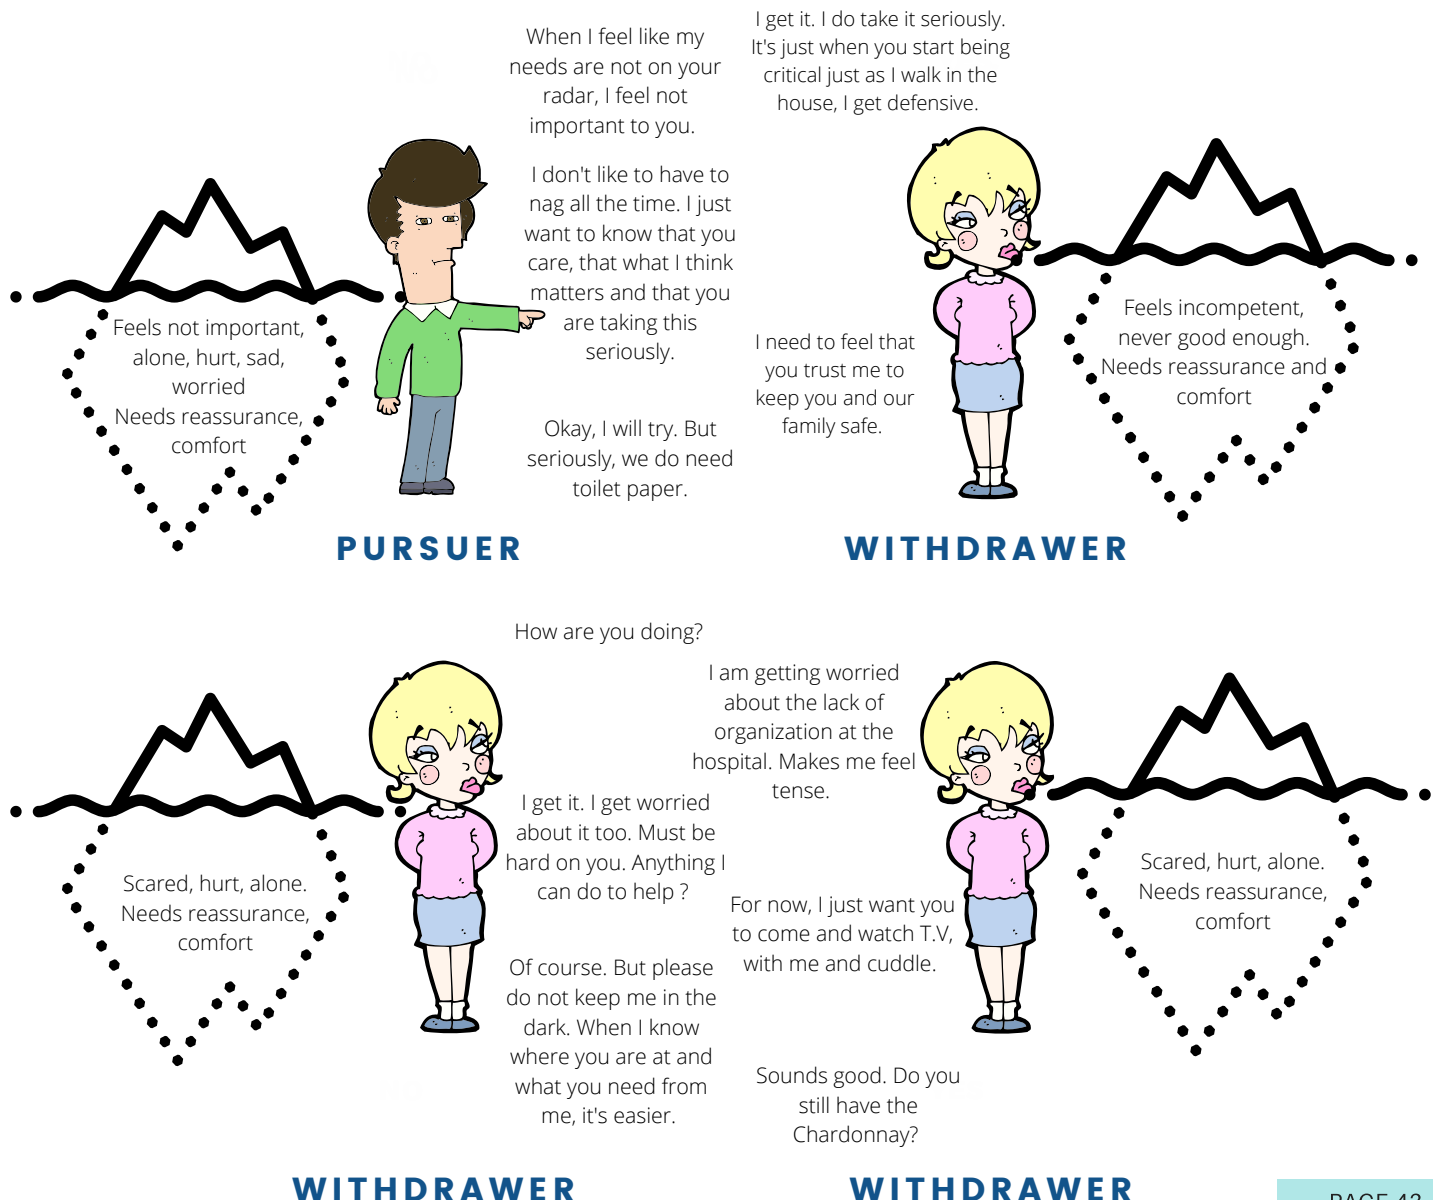 When I feel like my
needs are not on your
radar, I feel not
important to you.
I get it. I do take it seriously.
It's just when you start being
critical just as I walk in the
house, I get defensive.
I don't like to have to
nag all the time. I just
want to know that you
care, that what I think
matters and that you
are taking this
seriously.
I need to feel that
you trust me to
keep you and our
family safe.
Okay, I will try. But
seriously, we do need
toilet paper.
Feels not important,
alone, hurt, sad,
worried
Needs reassurance,
comfort
Feels incompetent,
never good enough.
Needs reassurance and
comfort
PURSUER
WITHDRAWER
How are you doing?
I am getting worried
about the lack of
organization at the
hospital. Makes me feel
tense.
I get it. I get worried
about it too. Must be
hard on you. Anything I
can do to help ?
For now, I just want you
to come and watch T.V,
with me and cuddle.
Of course. But please
do not keep me in the
dark. When I know
where you are at and
what you need from
me, it's easier.
Sounds good. Do you
still have the
Chardonnay?
Scared, hurt, alone.
Needs reassurance,
comfort
Scared, hurt, alone.
Needs reassurance,
comfort
WITHDRAWER
WITHDRAWER
PAGE 42